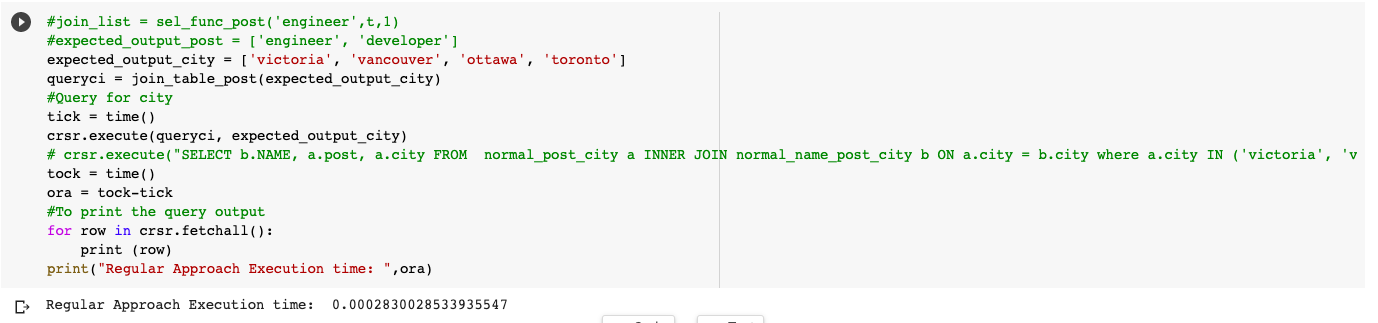 #join_list = sel_func_post('engineer',t,1)
#expected_output_post = ['engineer', 'developer']
expected_output_city = ['victoria', 'vancouver', 'ottawa', 'toronto']
queryci = join_table_post(expected_output_city)
#Query for city
tick = time()
crsr.execute(queryci, expected_output_city)
# crsr.execute("SELECT b.NAME, a.post, a.city FROM  normal_post_city a INNER JOIN normal_name_post_city b ON a.city = b.city where a.city IN ('victoria', 'v
tock = time()
ora = tock-tick
#To print the query output
for row in crsr.fetchall():
    print (row)
print("Regular Approach Execution time: ",ora)
Regular Approach Execution time:  0.0002830028533935547